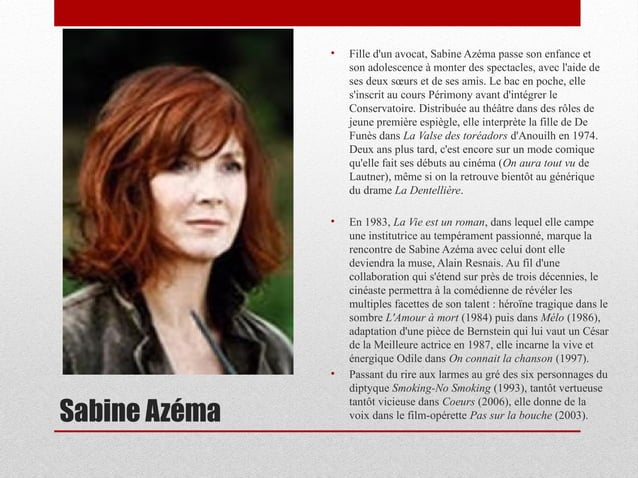 • Fille d'un avocat, Sabine Azéma passe son enfance et
son adolescence à monter des spectacles, avec l'aide de
ses deux sœurs et de ses amis. Le bac en poche, elle
s'inscrit au cours Périmony avant d'intégrer le
Conservatoire. Distribuée au théâtre dans des rôles de
jeune première espiègle, elle interprète la fille de De
Funès dans La Valse des toréadors d'Anouilh en 1974.
Deux ans plus tard, c'est encore sur un mode comique
qu'elle fait ses débuts au cinéma (On aura tout vu de
Lautner), même si on la retrouve bientôt au générique
du drame La Dentellière.
• En 1983, La Vie est un roman, dans lequel elle campe
une institutrice au tempérament passionné, marque la
rencontre de Sabine Azéma avec celui dont elle
deviendra la muse, Alain Resnais. Au fil d'une
collaboration qui s'étend sur près de trois décennies, le
cinéaste permettra à la comédienne de révéler les
multiples facettes de son talent : héroïne tragique dans le
sombre L'Amour à mort (1984) puis dans Mélo (1986),
adaptation d'une pièce de Bernstein qui lui vaut un César
de la Meilleure actrice en 1987, elle incarne la vive et
énergique Odile dans On connait la chanson (1997).
• Passant du rire aux larmes au gré des six personnages du
diptyque Smoking-No Smoking (1993), tantôt vertueuse
tantôt vicieuse dans Coeurs (2006), elle donne de la
voix dans le film-opérette Pas sur la bouche (2003).
Sabine Azéma